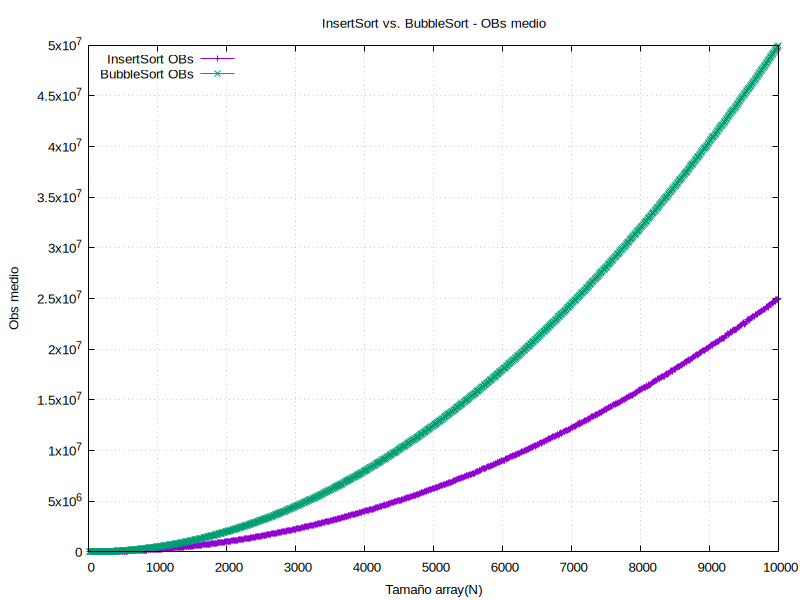 InsertSort vs. BubbleSort - OBs medio
InsertSort OBs
BubbleSort OBs
5x10^7
4.5x10^7
4x10^7
3.5x10^7
3x10^7
2.5x10^7
2x10^7
1.5x10^7
1x10^7
5x10^6
0
Obs medio
0 1000 2000 3000 4000 5000 6000 7000 8000 9000 10000
Tamaño array(N)